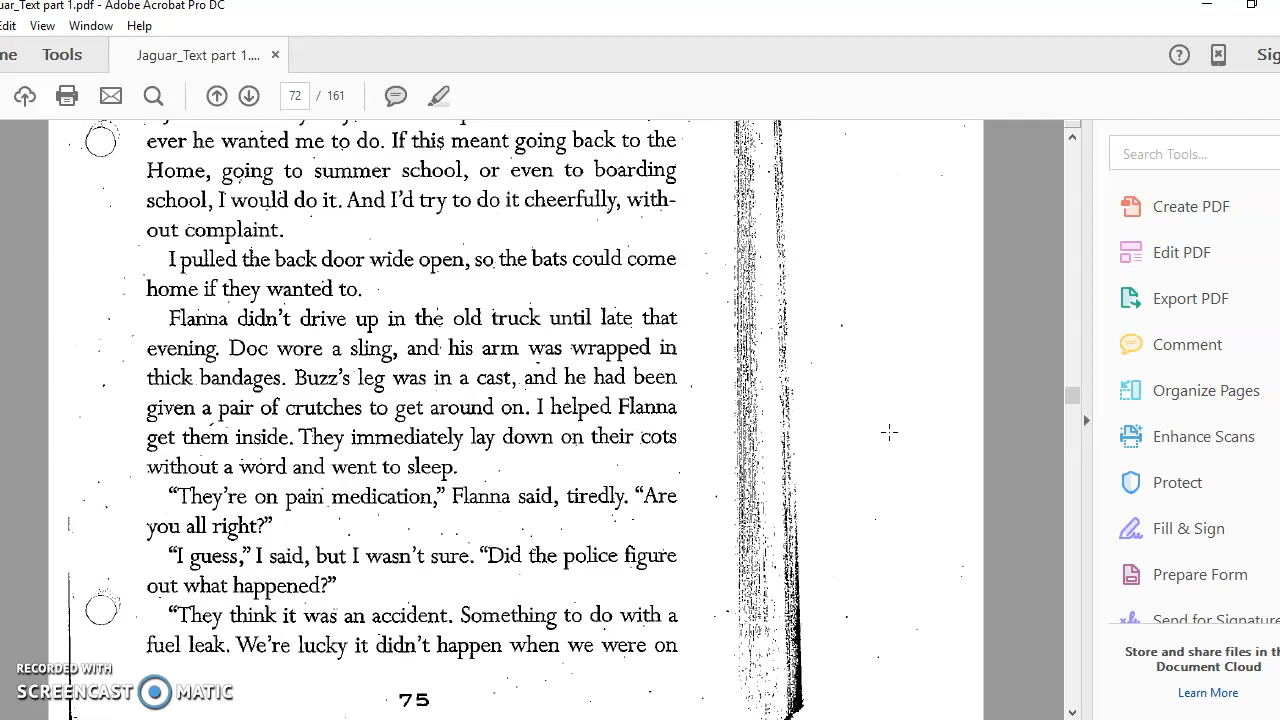 uar_Text part 1.pdf - Adobe Acrobat Pro DC
Edit View Window Help
me Tools Jaguar_Text part 1.... × Sig
72 / 161
ever he wanted me to do. If this meant going back to the
Home, going to summer school, or even to boarding
school, I would do it. And I'd try to do it cheerfully, with-
out complaint.
I pulled the back door wide open, so the bats could come
home if they wanted to.
Flanna didn't drive up in the old truck until late that
evening. Doc wore a sling, and his arm was wrapped in
thick bandages. Buzz's leg was in a cast, and he had been
given a pair of crutches to get around on. I helped Flanna
get them inside. They immediately lay down on their cots
without a word and went to sleep.
"They're on pain medication," Flanna said, tiredly. "Are
you all right?"
"I guess," I said, but I wasn't sure. "Did the police figure
out what happened?"
"They think it was an accident. Something to do with a
fuel leak. We're lucky it didn't happen when we were on
75
Search Tools...
Create PDF
Edit PDF
Export PDF
Comment
Organize Pages
Enhance Scans
Protect
Fill & Sign
Prepare Form
Send for Signature
Store and share files in th
Document Cloud
Learn More
RECORDED WITH
SCREENCAST MATIC